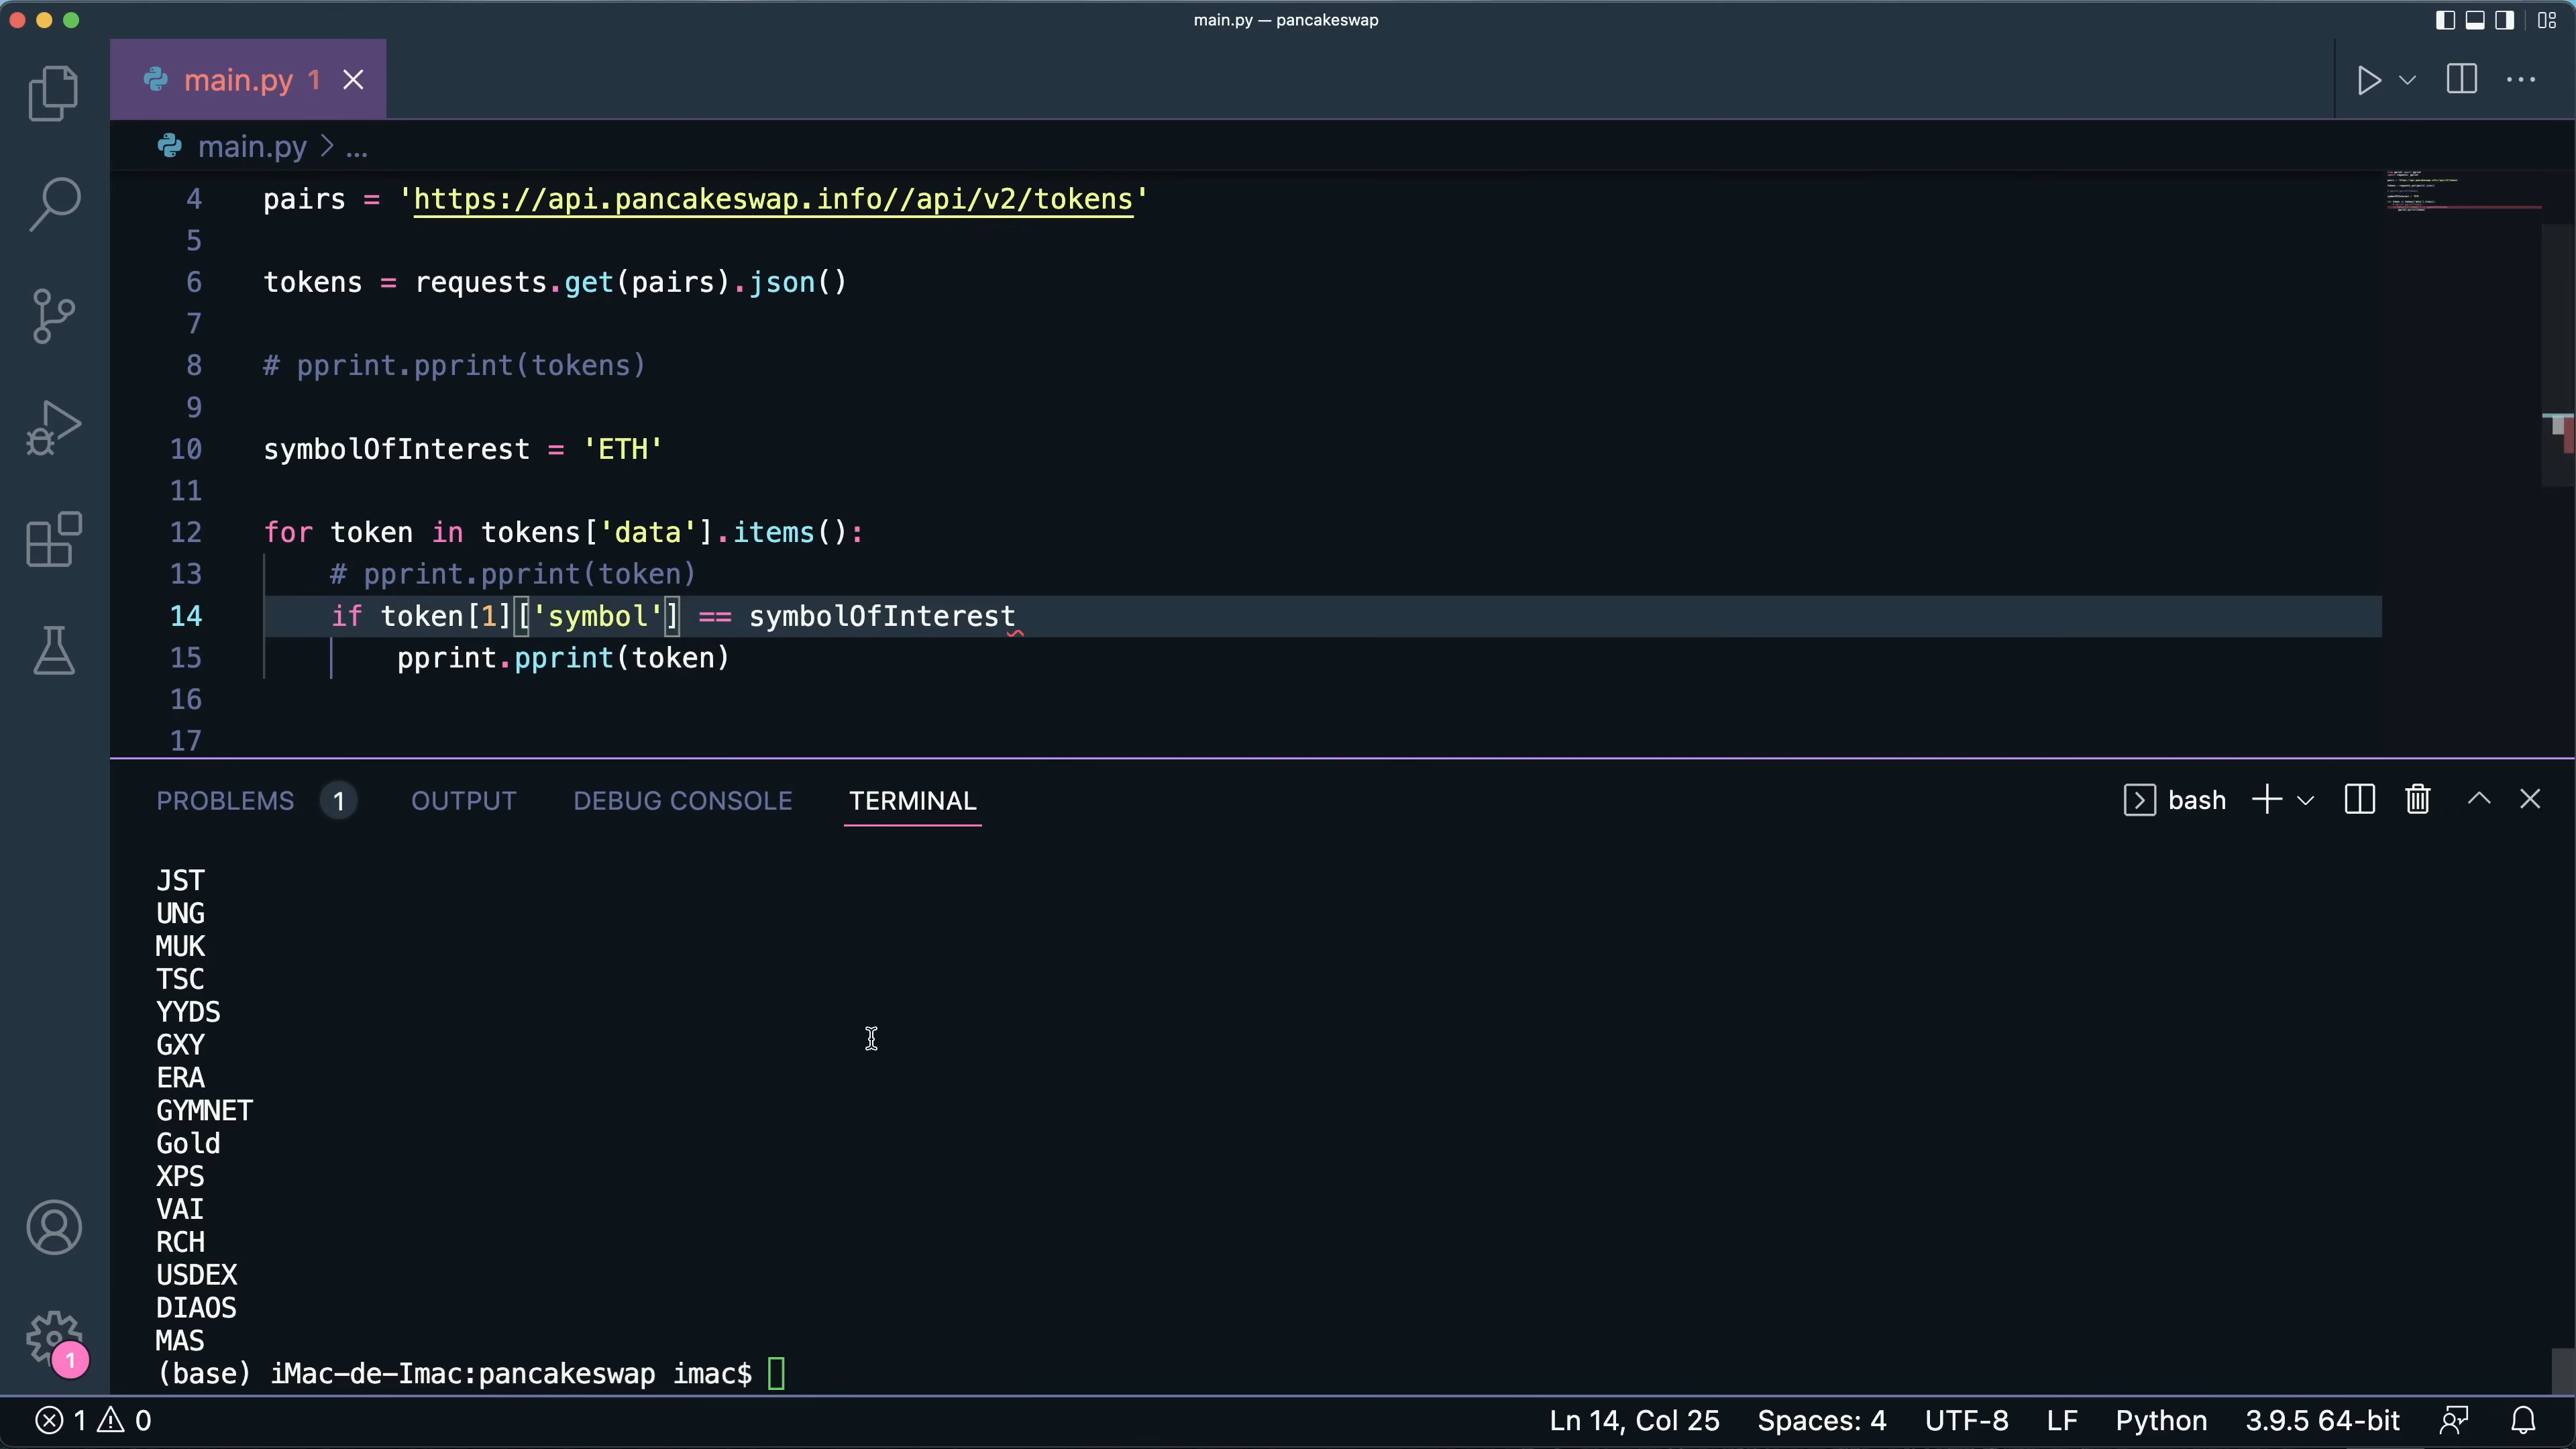 main.py — pancakeswap
main.py 1
main.py > ...
4 pairs = 'https://api.pancakeswap.info//api/v2/tokens'
5
6 tokens = requests.get(pairs).json()
7
8 # pprint.pprint(tokens)
9
10 symbolOfInterest = 'ETH'
11
12 for token in tokens['data'].items():
13 # pprint.pprint(token)
14 if token[1]['symbol'] == symbolOfInterest
15 pprint.pprint(token)
16
17
PROBLEMS 1 OUTPUT DEBUG CONSOLE TERMINAL bash
JST
UNG
MUK
TSC
YYDS
GXY
ERA
GYMNET
Gold
XPS
VAI
RCH
USDEX
DIAOS
MAS
(base) iMac-de-Imac:pancakeswap imac$
1
1 0 Ln 14, Col 25 Spaces: 4 UTF-8 LF Python 3.9.5 64-bit